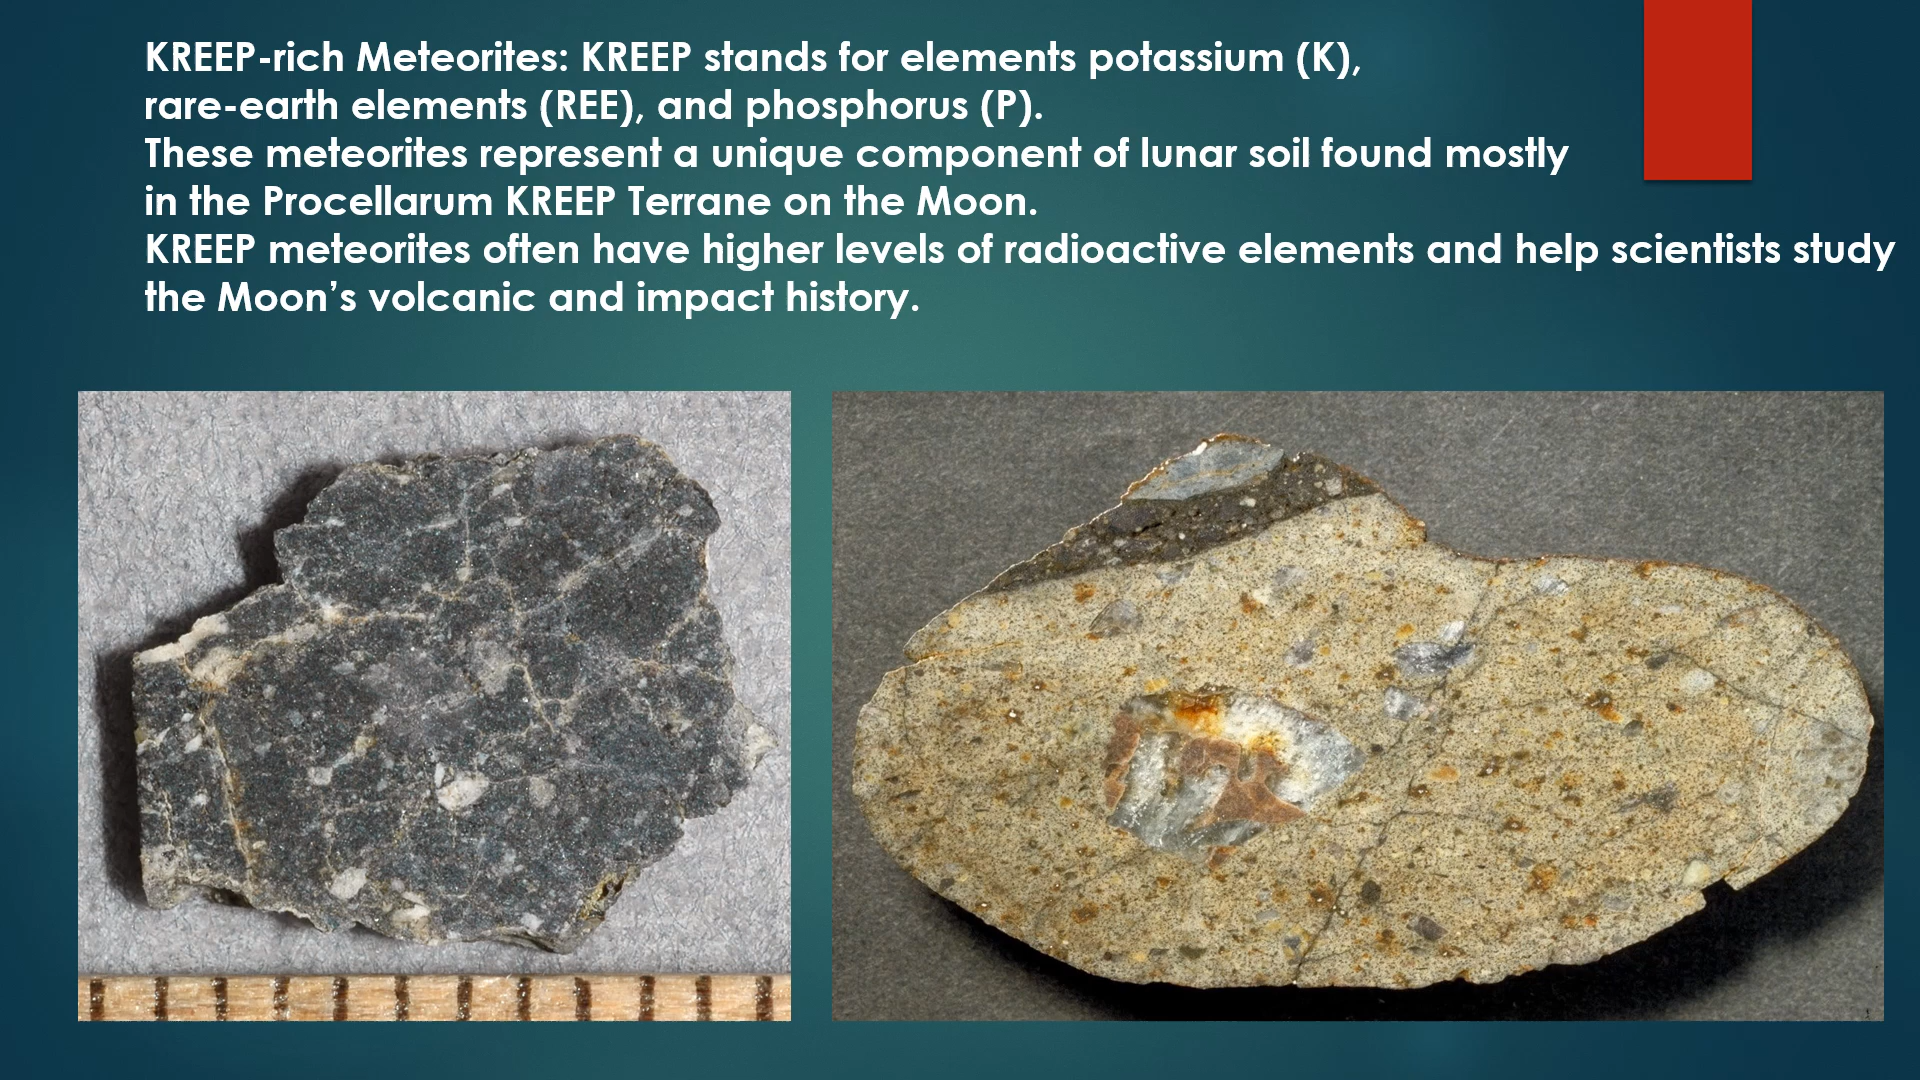 KREEP-rich Meteorites: KREEP stands for elements potassium (K),
rare-earth elements (REE), and phosphorus (P).
These meteorites represent a unique component of lunar soil found mostly
in the Procellarum KREEP Terrane on the Moon.
KREEP meteorites often have higher levels of radioactive elements and help scientists study
the Moon’s volcanic and impact history.